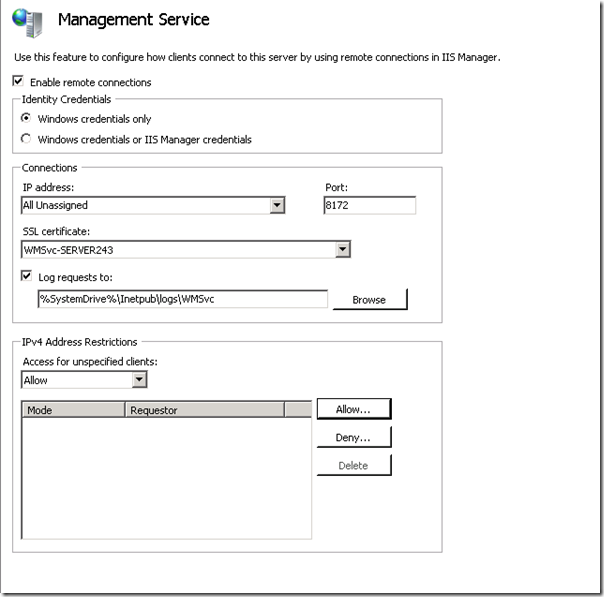 Management Service
Use this feature to configure how clients connect to this server by using remote connections in IIS Manager.
Enable remote connections
Identity Credentials
Windows credentials only
Windows credentials or IIS Manager credentials
Connections
IP address:
Port:
All Unassigned
8172
SSL certificate:
WMSvc-SERVER243
Log requests to:
%SystemDrive%\Inetpub\logs\WMSvc
Browse
IPv4 Address Restrictions
Access for unspecified clients:
Allow
Mode
Requestor
Allow...
Deny...
Delete